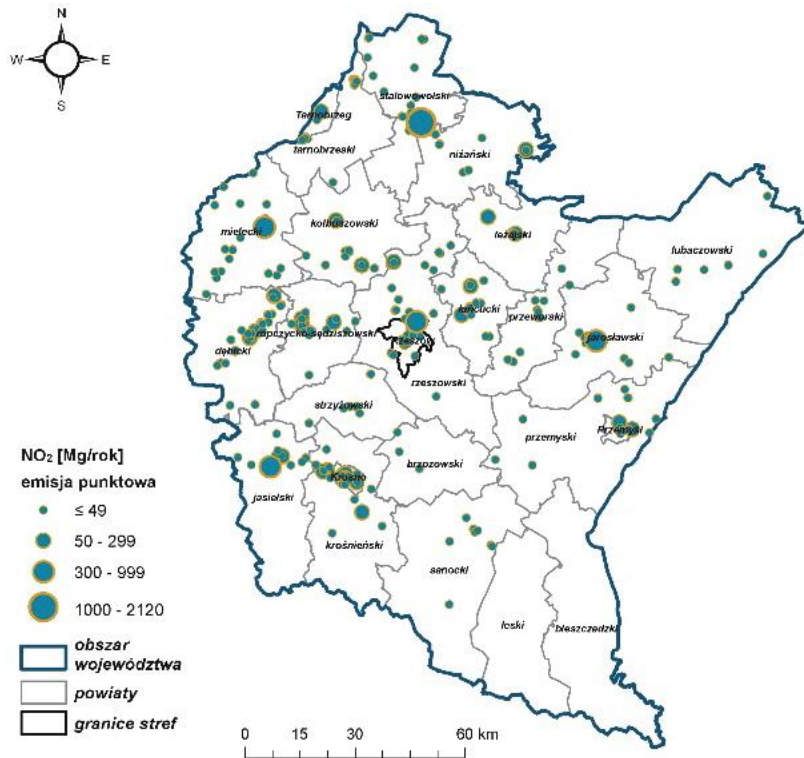 N
W E
S
stalowowolski
Tarnobrzeg
tarnobrzeski
niżański
kolbuszowski
leżajski
mielecki
lubaczowski
łańcucki
przeworski
ropczycko-sędziszowski
Rzeszów
jarosławski
dębicki
rzeszowski
strzyżowski
Przemyśl
przemyski
brzozowski
Krosno
jasielski
krośnieński
sanocki
leski
bieszczadzki
NO₂ [Mg/rok]
emisja punktowa
≤ 49
50 - 299
300 - 999
1000 - 2120
obszar
województwa
powiaty
granice stref
0 15 30 60 km